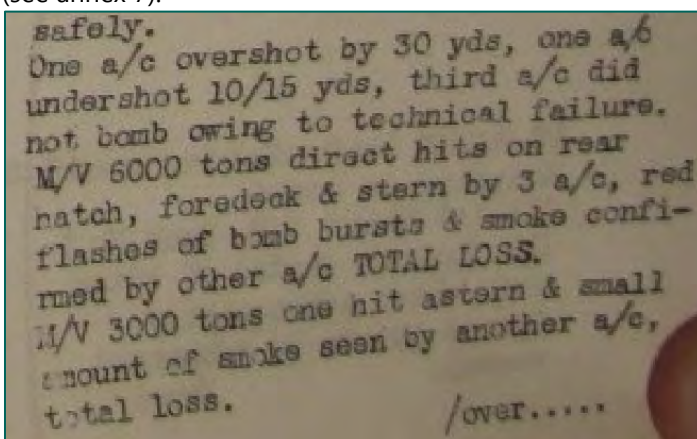 (see annex 7).
safely.
One a/c overshot by 30 yds, one a/c
undershot 10/15 yds, third a/c did
not bomb owing to technical failure.
M/V 6000 tons direct hits on rear
hatch, foredeck & stern by 3 a/c, red
flashes of bomb bursts & smoke confi-
rmed by other a/c TOTAL LOSS.
M/V 3000 tons one hit astern & small
amount of smoke seen by another a/c,
total loss.
/over.....